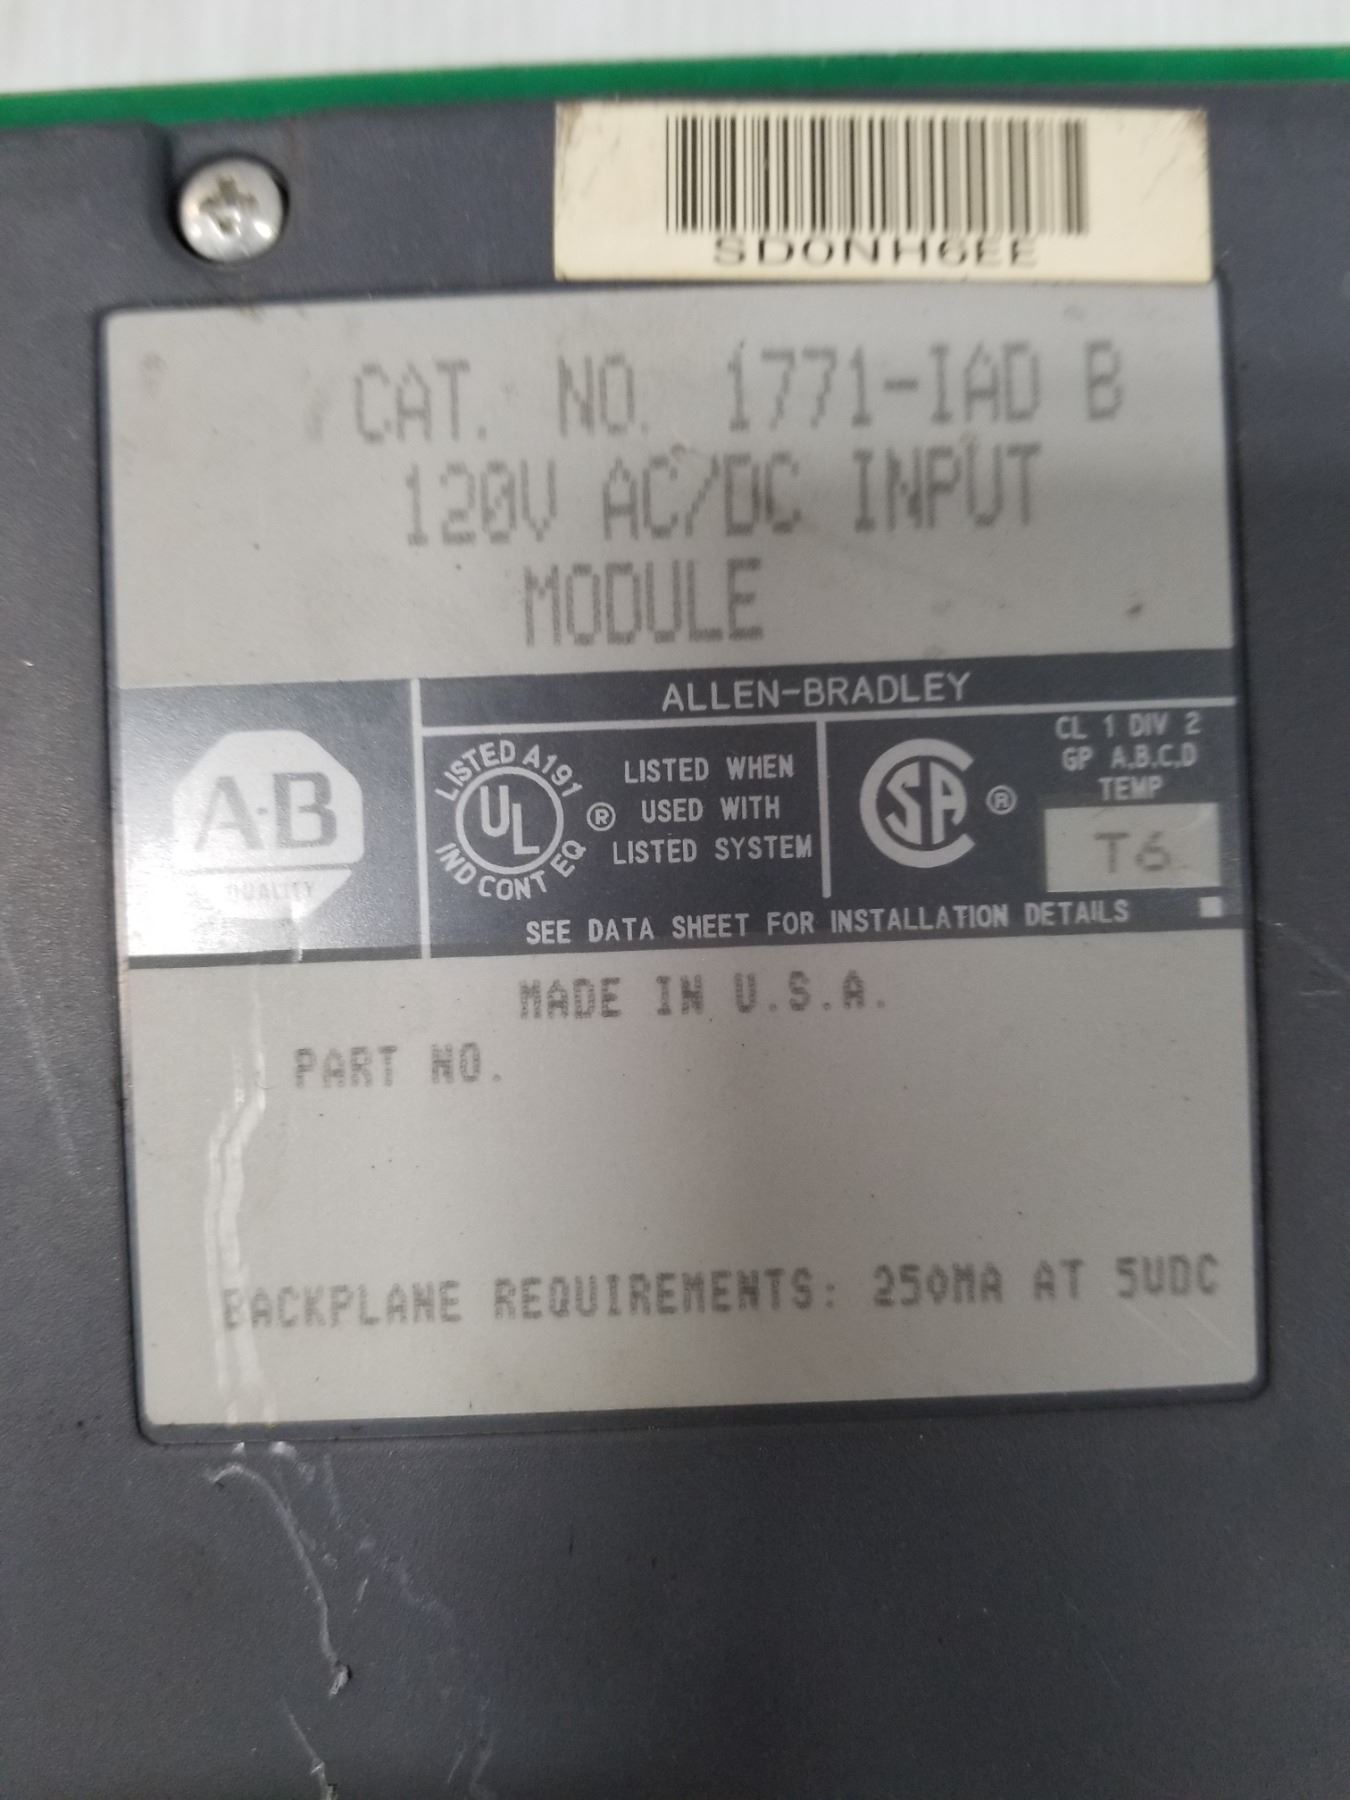 SD0NH6EE
CAT. NO. 1771-IAD B
120V AC/DC INPUT
MODULE
ALLEN-BRADLEY
A-B
QUALITY
LISTED A191
UL
®
IND CONT EQ
LISTED WHEN
USED WITH
LISTED SYSTEM
SA
®
CL 1 DIV 2
GP A,B,C,D
TEMP
T6
SEE DATA SHEET FOR INSTALLATION DETAILS
MADE IN U.S.A.
PART NO.
BACKPLANE REQUIREMENTS: 250MA AT 5VDC